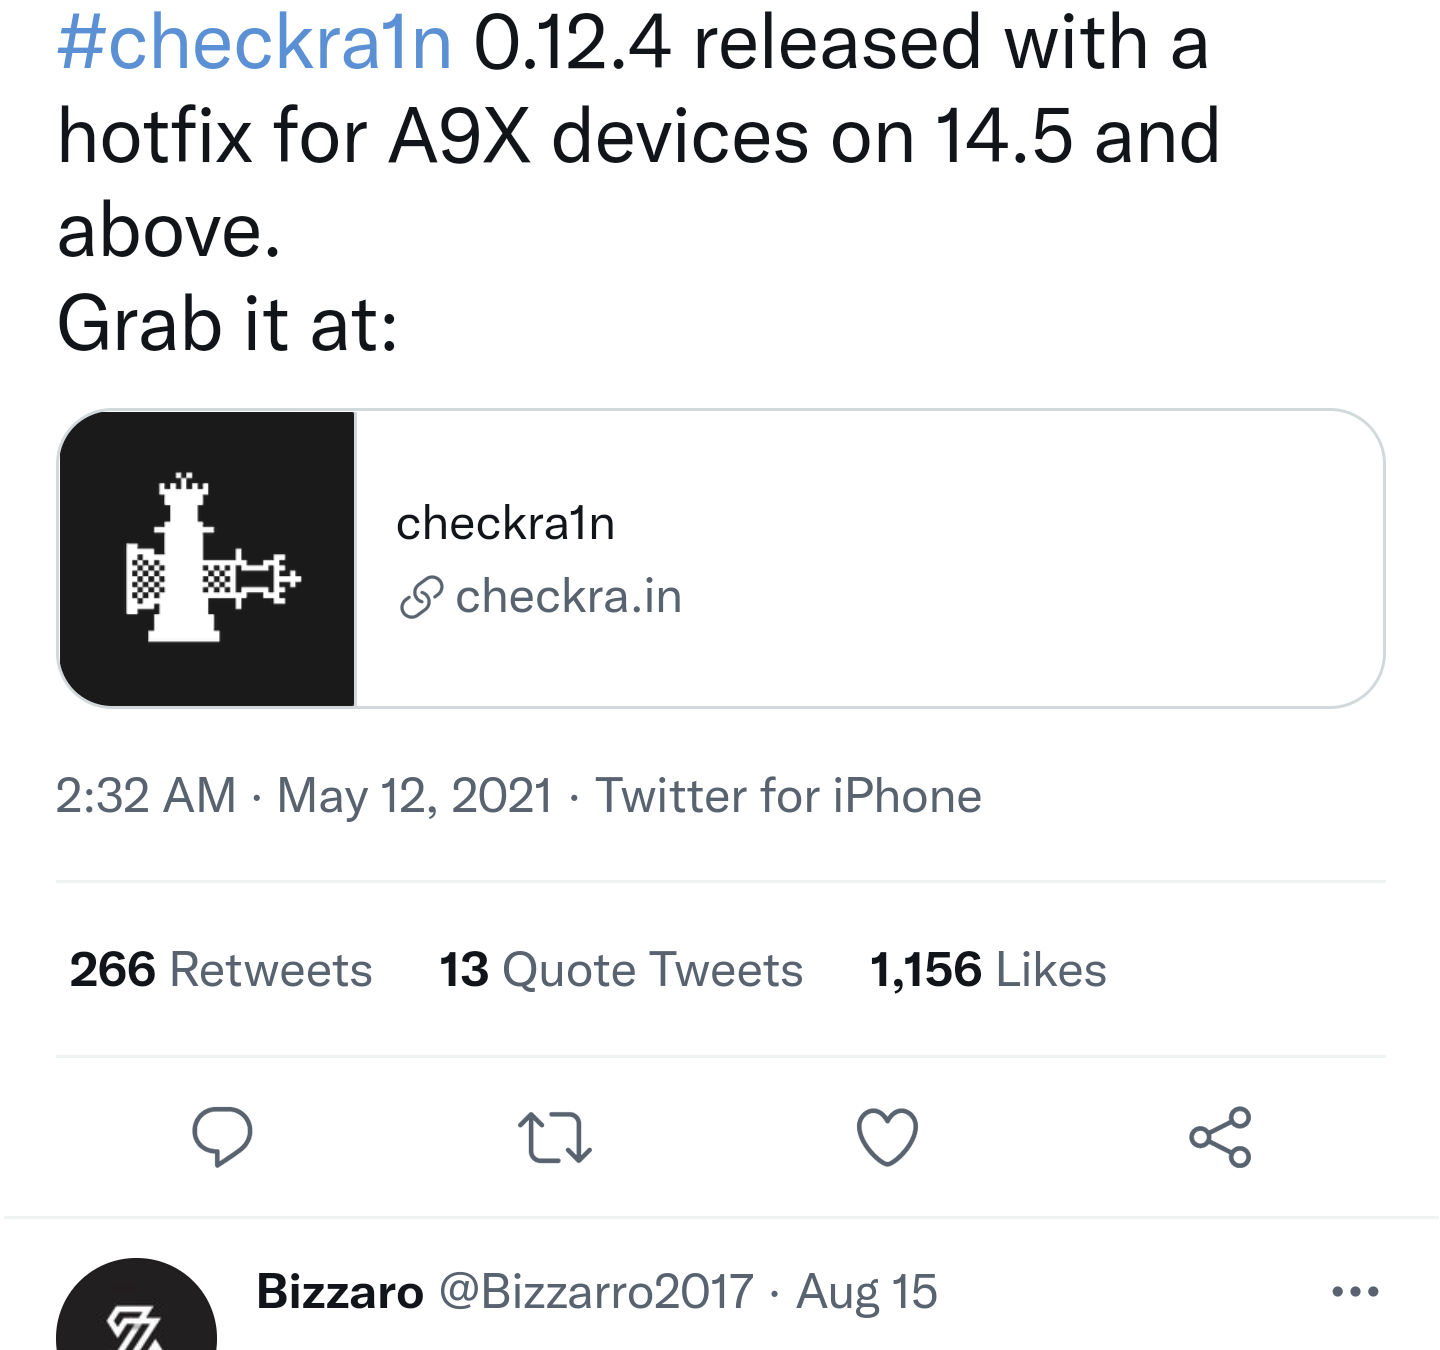 #checkra1n 0.12.4 released with a
hotfix for A9X devices on 14.5 and
above.
Grab it at:
checkra1n
checkra.in
2:32 AM · May 12, 2021 · Twitter for iPhone
266 Retweets 13 Quote Tweets 1,156 Likes
Bizzaro @Bizzarro2017 · Aug 15